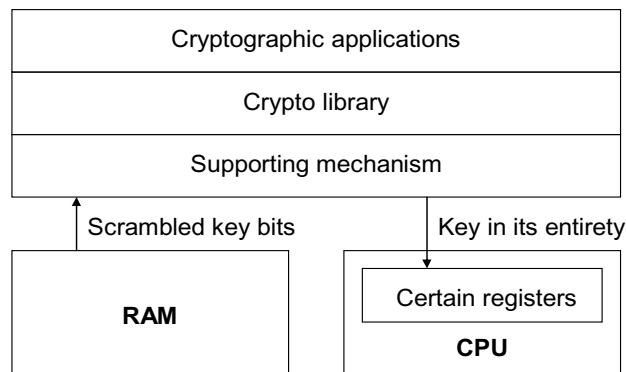 Cryptographic applications
Crypto library
Supporting mechanism
Scrambled key bits
Key in its entirety
RAM
Certain registers
CPU